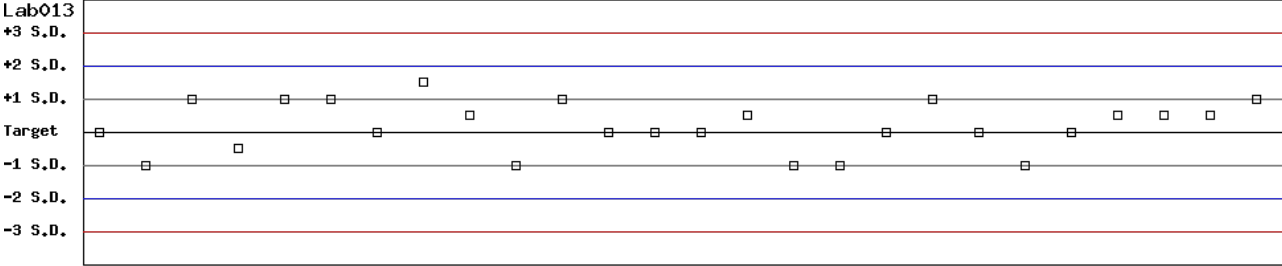 Lab013
+3 S.D.
+2 S.D.
+1 S.D.
Target
-1 S.D.
-2 S.D.
-3 S.D.